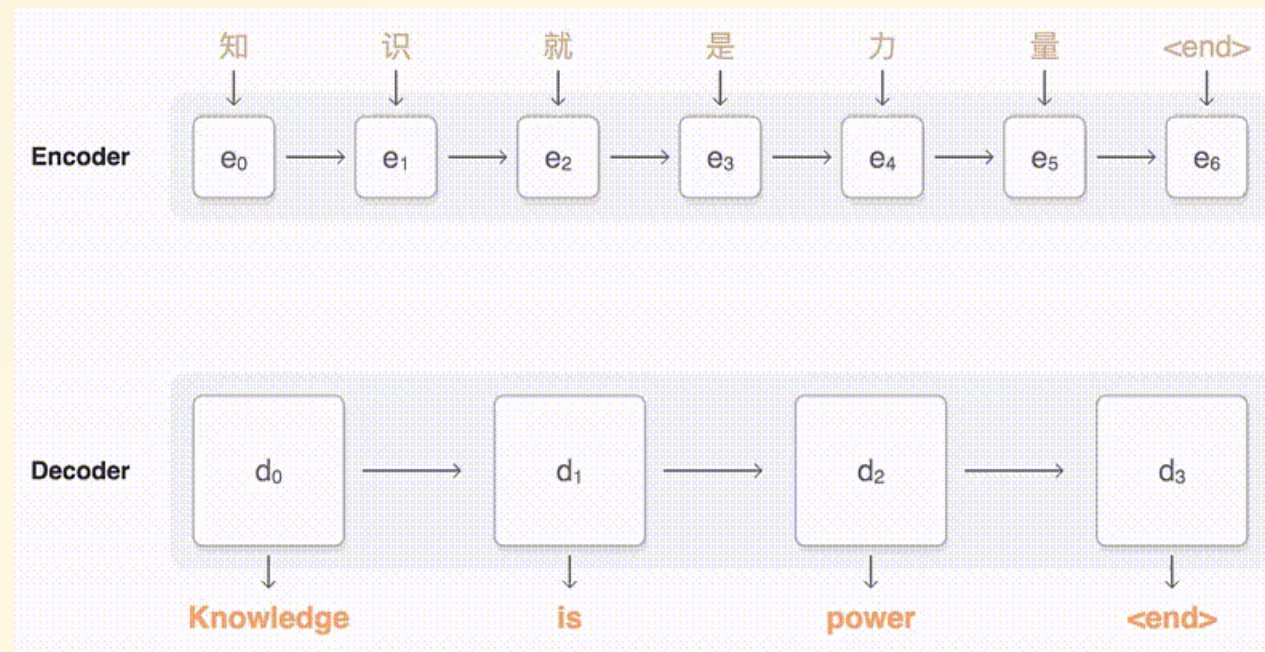 知 识 就 是 力 量 <end>
Encoder e₀ e₁ e₂ e₃ e₄ e₅ e₆
Decoder d₀ d₁ d₂ d₃
Knowledge is power <end>